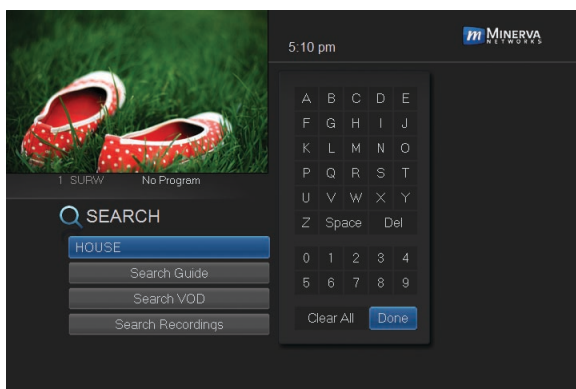 5:10 pm
MINERVA
NETWORKS
1 SURW No Program
SEARCH
HOUSE
Search Guide
Search VOD
Search Recordings
A B C D E
F G H I J
K L M N O
P Q R S T
U V W X Y
Z Space Del
0 1 2 3 4
5 6 7 8 9
Clear All Done